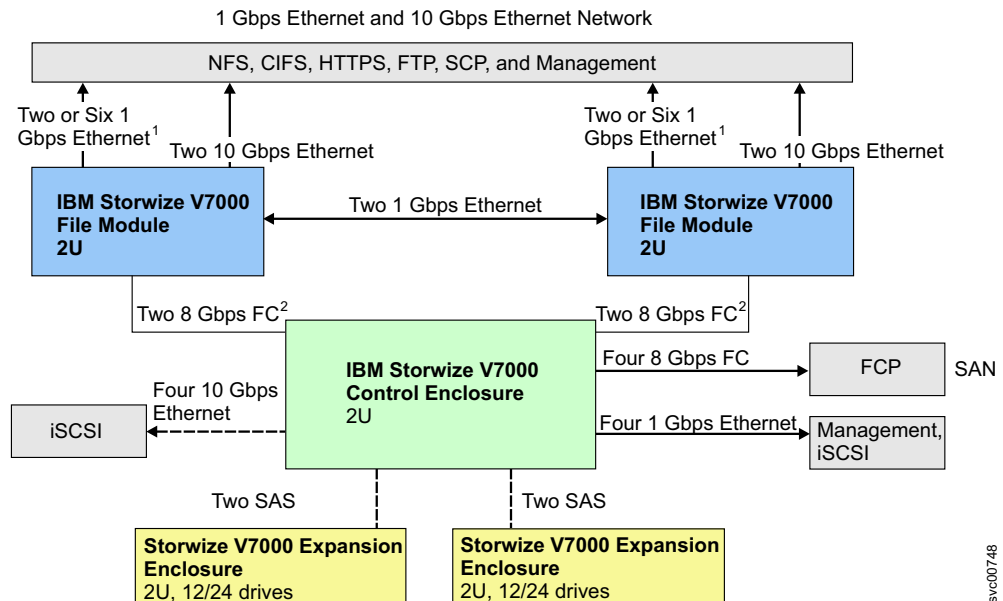 1 Gbps Ethernet and 10 Gbps Ethernet Network
NFS, CIFS, HTTPS, FTP, SCP, and Management
Two or Six 1
Gbps Ethernet1
Two 10 Gbps Ethernet
Two or Six 1
Gbps Ethernet1
Two 10 Gbps Ethernet
IBM Storwize V7000
File Module
2U
Two 1 Gbps Ethernet
IBM Storwize V7000
File Module
2U
Two 8 Gbps FC2
Two 8 Gbps FC2
IBM Storwize V7000
Control Enclosure
2U
Four 8 Gbps FC
FCP
SAN
Four 10 Gbps
Ethernet
iSCSI
Four 1 Gbps Ethernet
Management,
iSCSI
Two SAS
Two SAS
Storwize V7000 Expansion
Enclosure
2U, 12/24 drives
Storwize V7000 Expansion
Enclosure
2U, 12/24 drives
svc00748